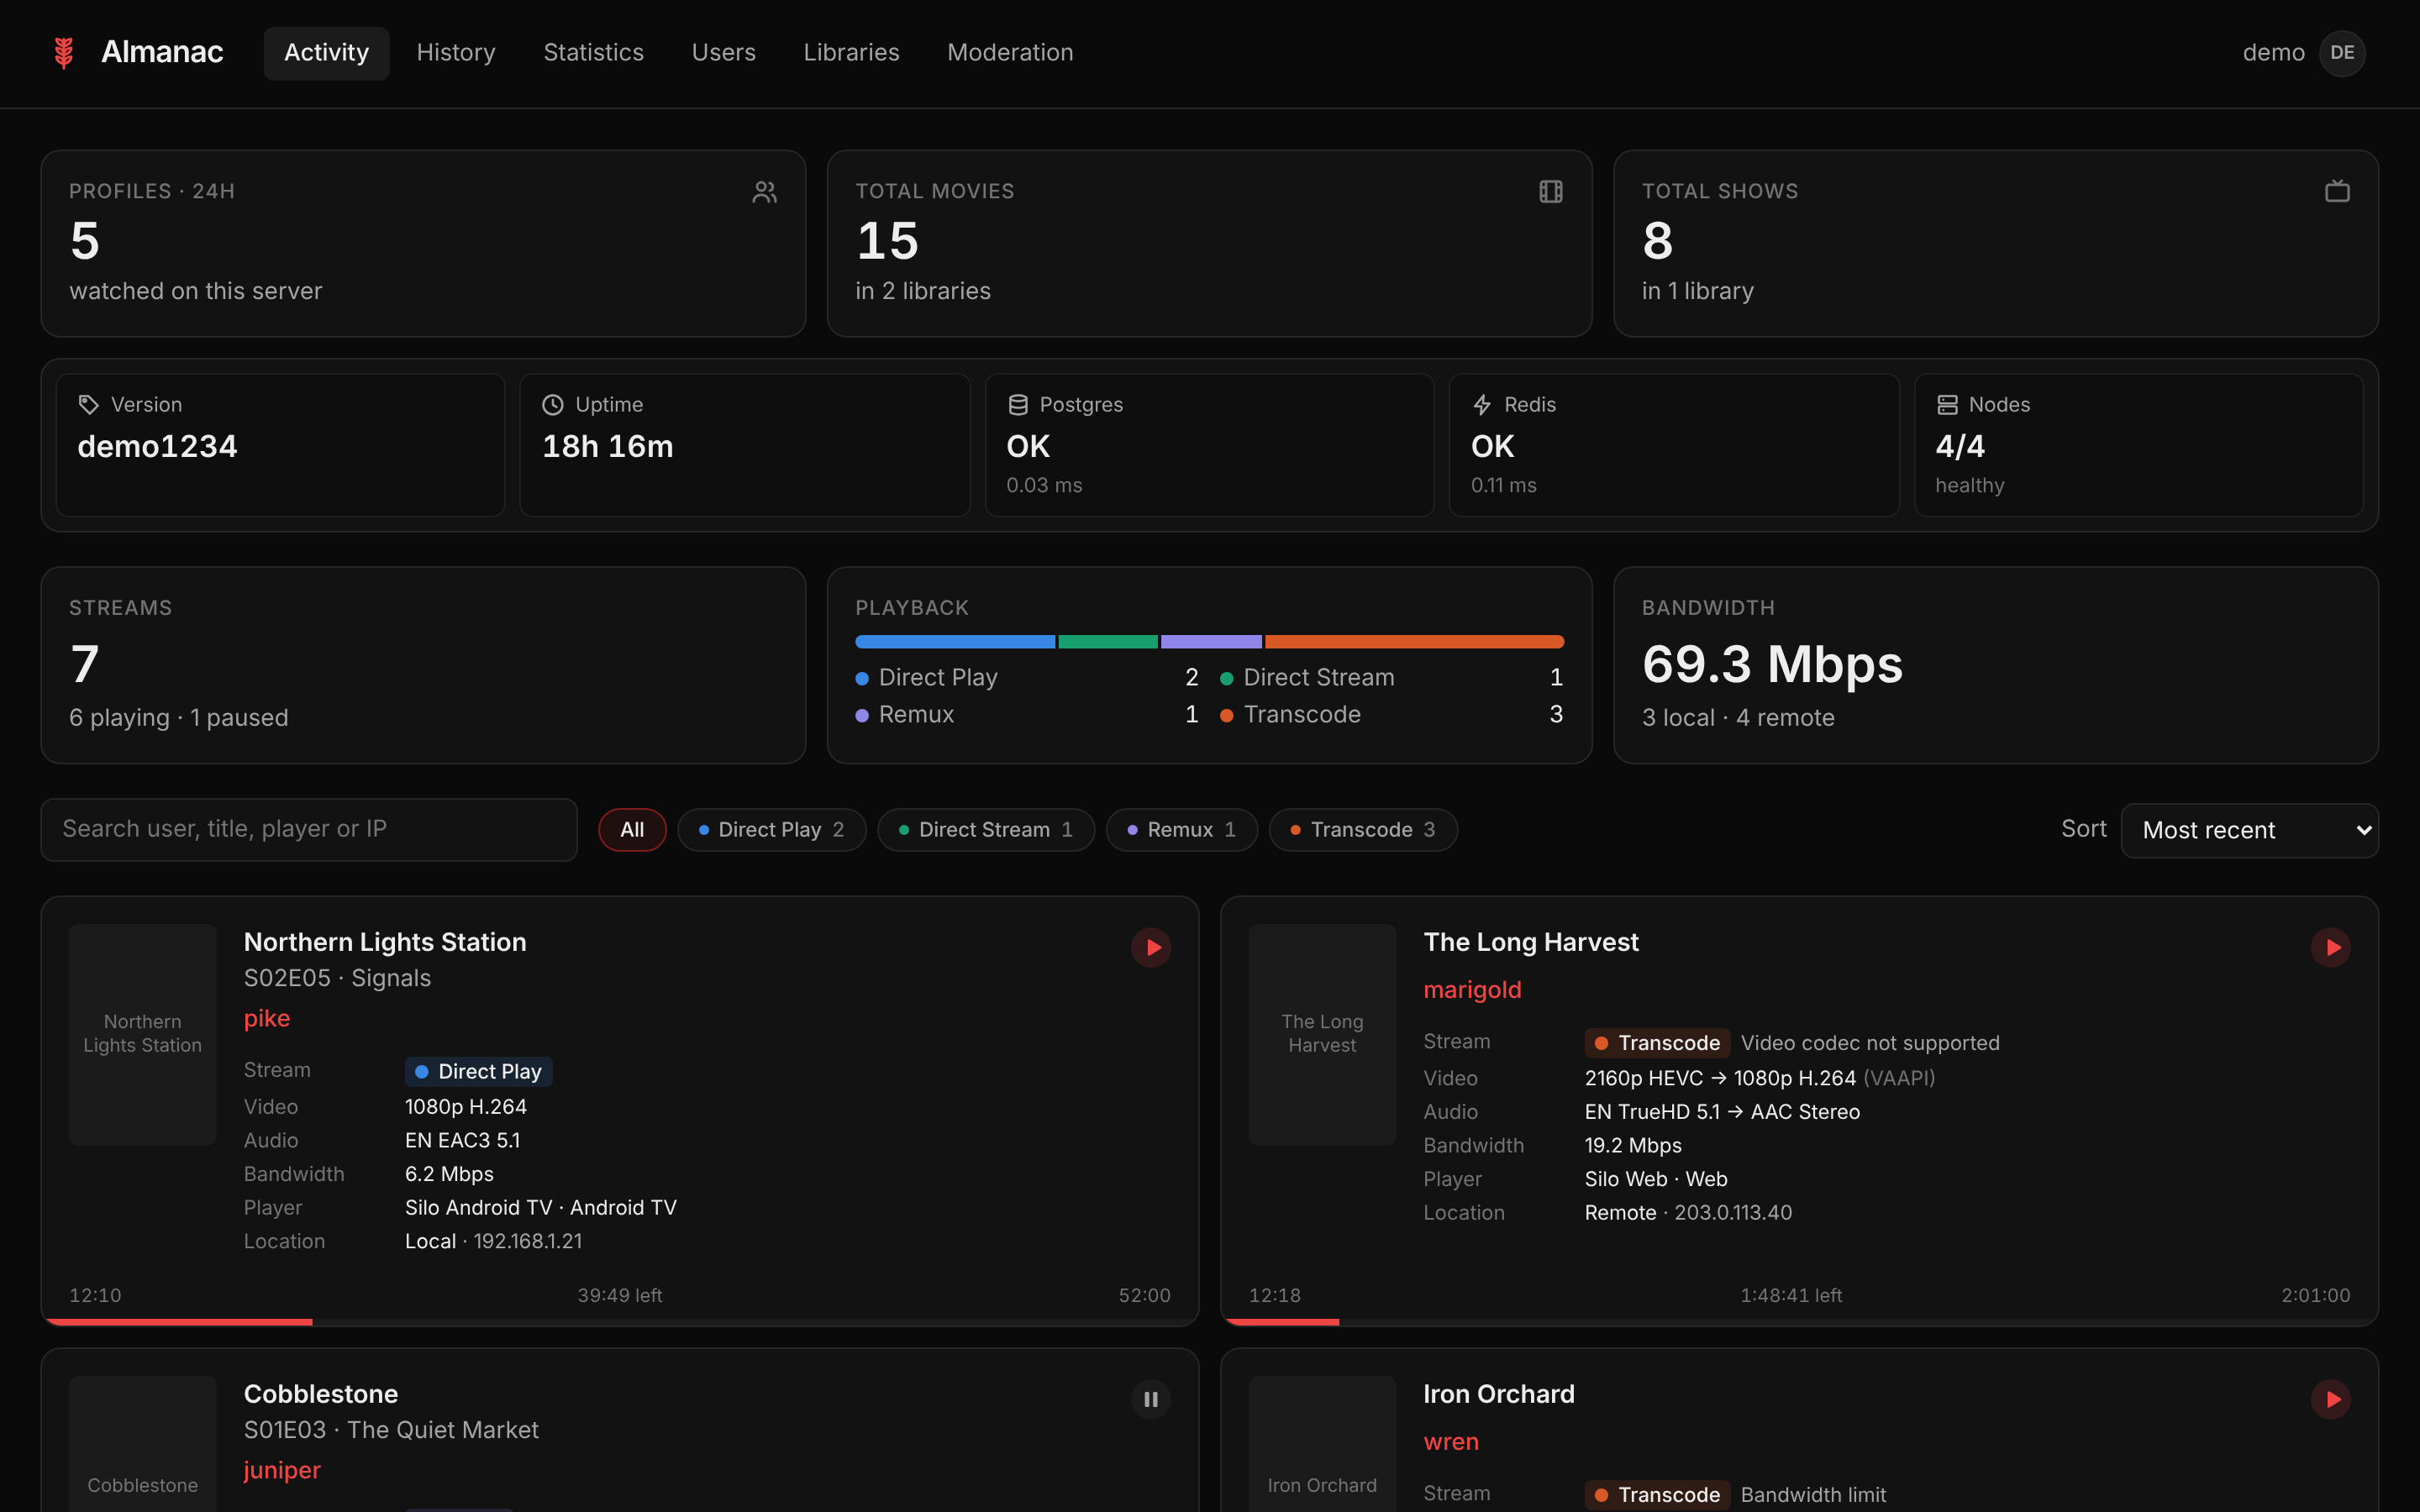 Almanac
Activity
History
Statistics
Users
Libraries
Moderation
demo
DE
PROFILES · 24H
5
watched on this server
TOTAL MOVIES
15
in 2 libraries
TOTAL SHOWS
8
in 1 library
Version
demo1234
Uptime
18h 16m
Postgres
OK
0.03 ms
Redis
OK
0.11 ms
Nodes
4/4
healthy
STREAMS
7
6 playing · 1 paused
PLAYBACK
Direct Play 2
Direct Stream 1
Remux 1
Transcode 3
BANDWIDTH
69.3 Mbps
3 local · 4 remote
Search user, title, player or IP
All
Direct Play 2
Direct Stream 1
Remux 1
Transcode 3
Sort
Most recent
Northern
Lights Station
Northern Lights Station
S02E05 · Signals
pike
Stream Direct Play
Video 1080p H.264
Audio EN EAC3 5.1
Bandwidth 6.2 Mbps
Player Silo Android TV · Android TV
Location Local · 192.168.1.21
12:10 39:49 left 52:00
The Long
Harvest
The Long Harvest
marigold
Stream Transcode Video codec not supported
Video 2160p HEVC → 1080p H.264 (VAAPI)
Audio EN TrueHD 5.1 → AAC Stereo
Bandwidth 19.2 Mbps
Player Silo Web · Web
Location Remote · 203.0.113.40
12:18 1:48:41 left 2:01:00
Cobblestone
Cobblestone
S01E03 · The Quiet Market
juniper
Iron Orchard
Iron Orchard
wren
Stream Transcode Bandwidth limit